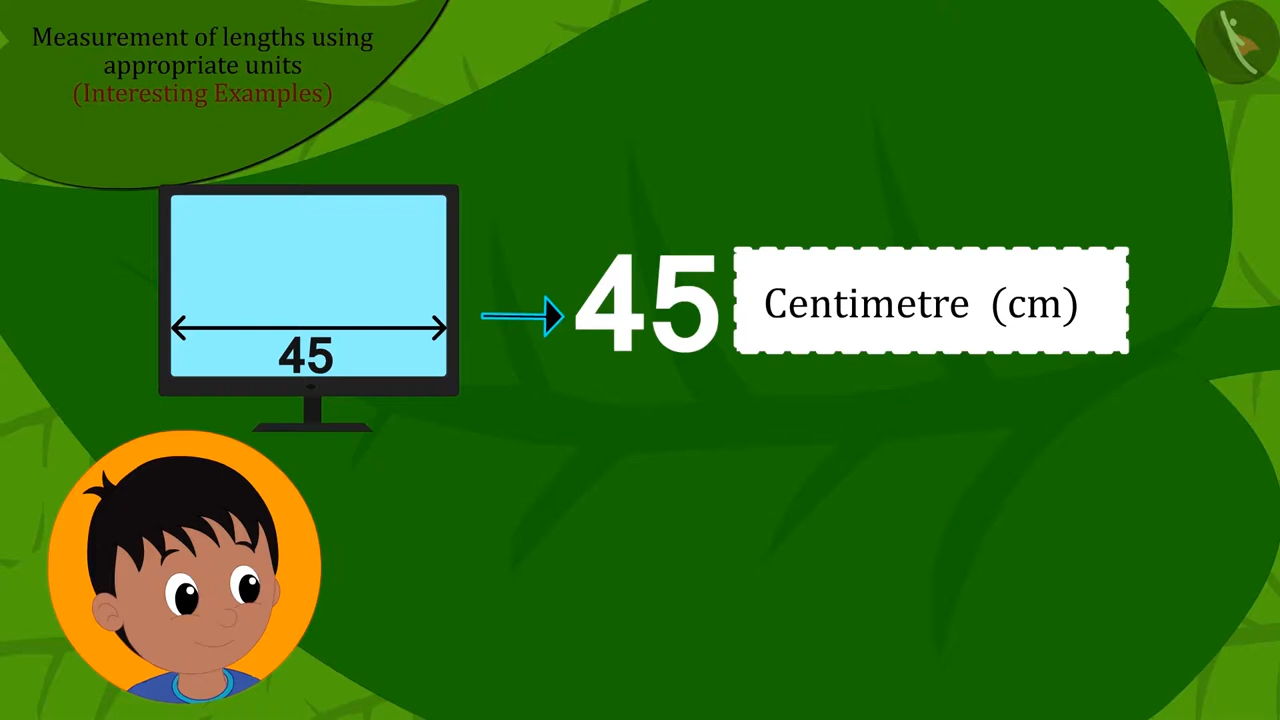 Measurement of lengths using
appropriate units
(Interesting Examples)
45
45 Centimetre (cm)